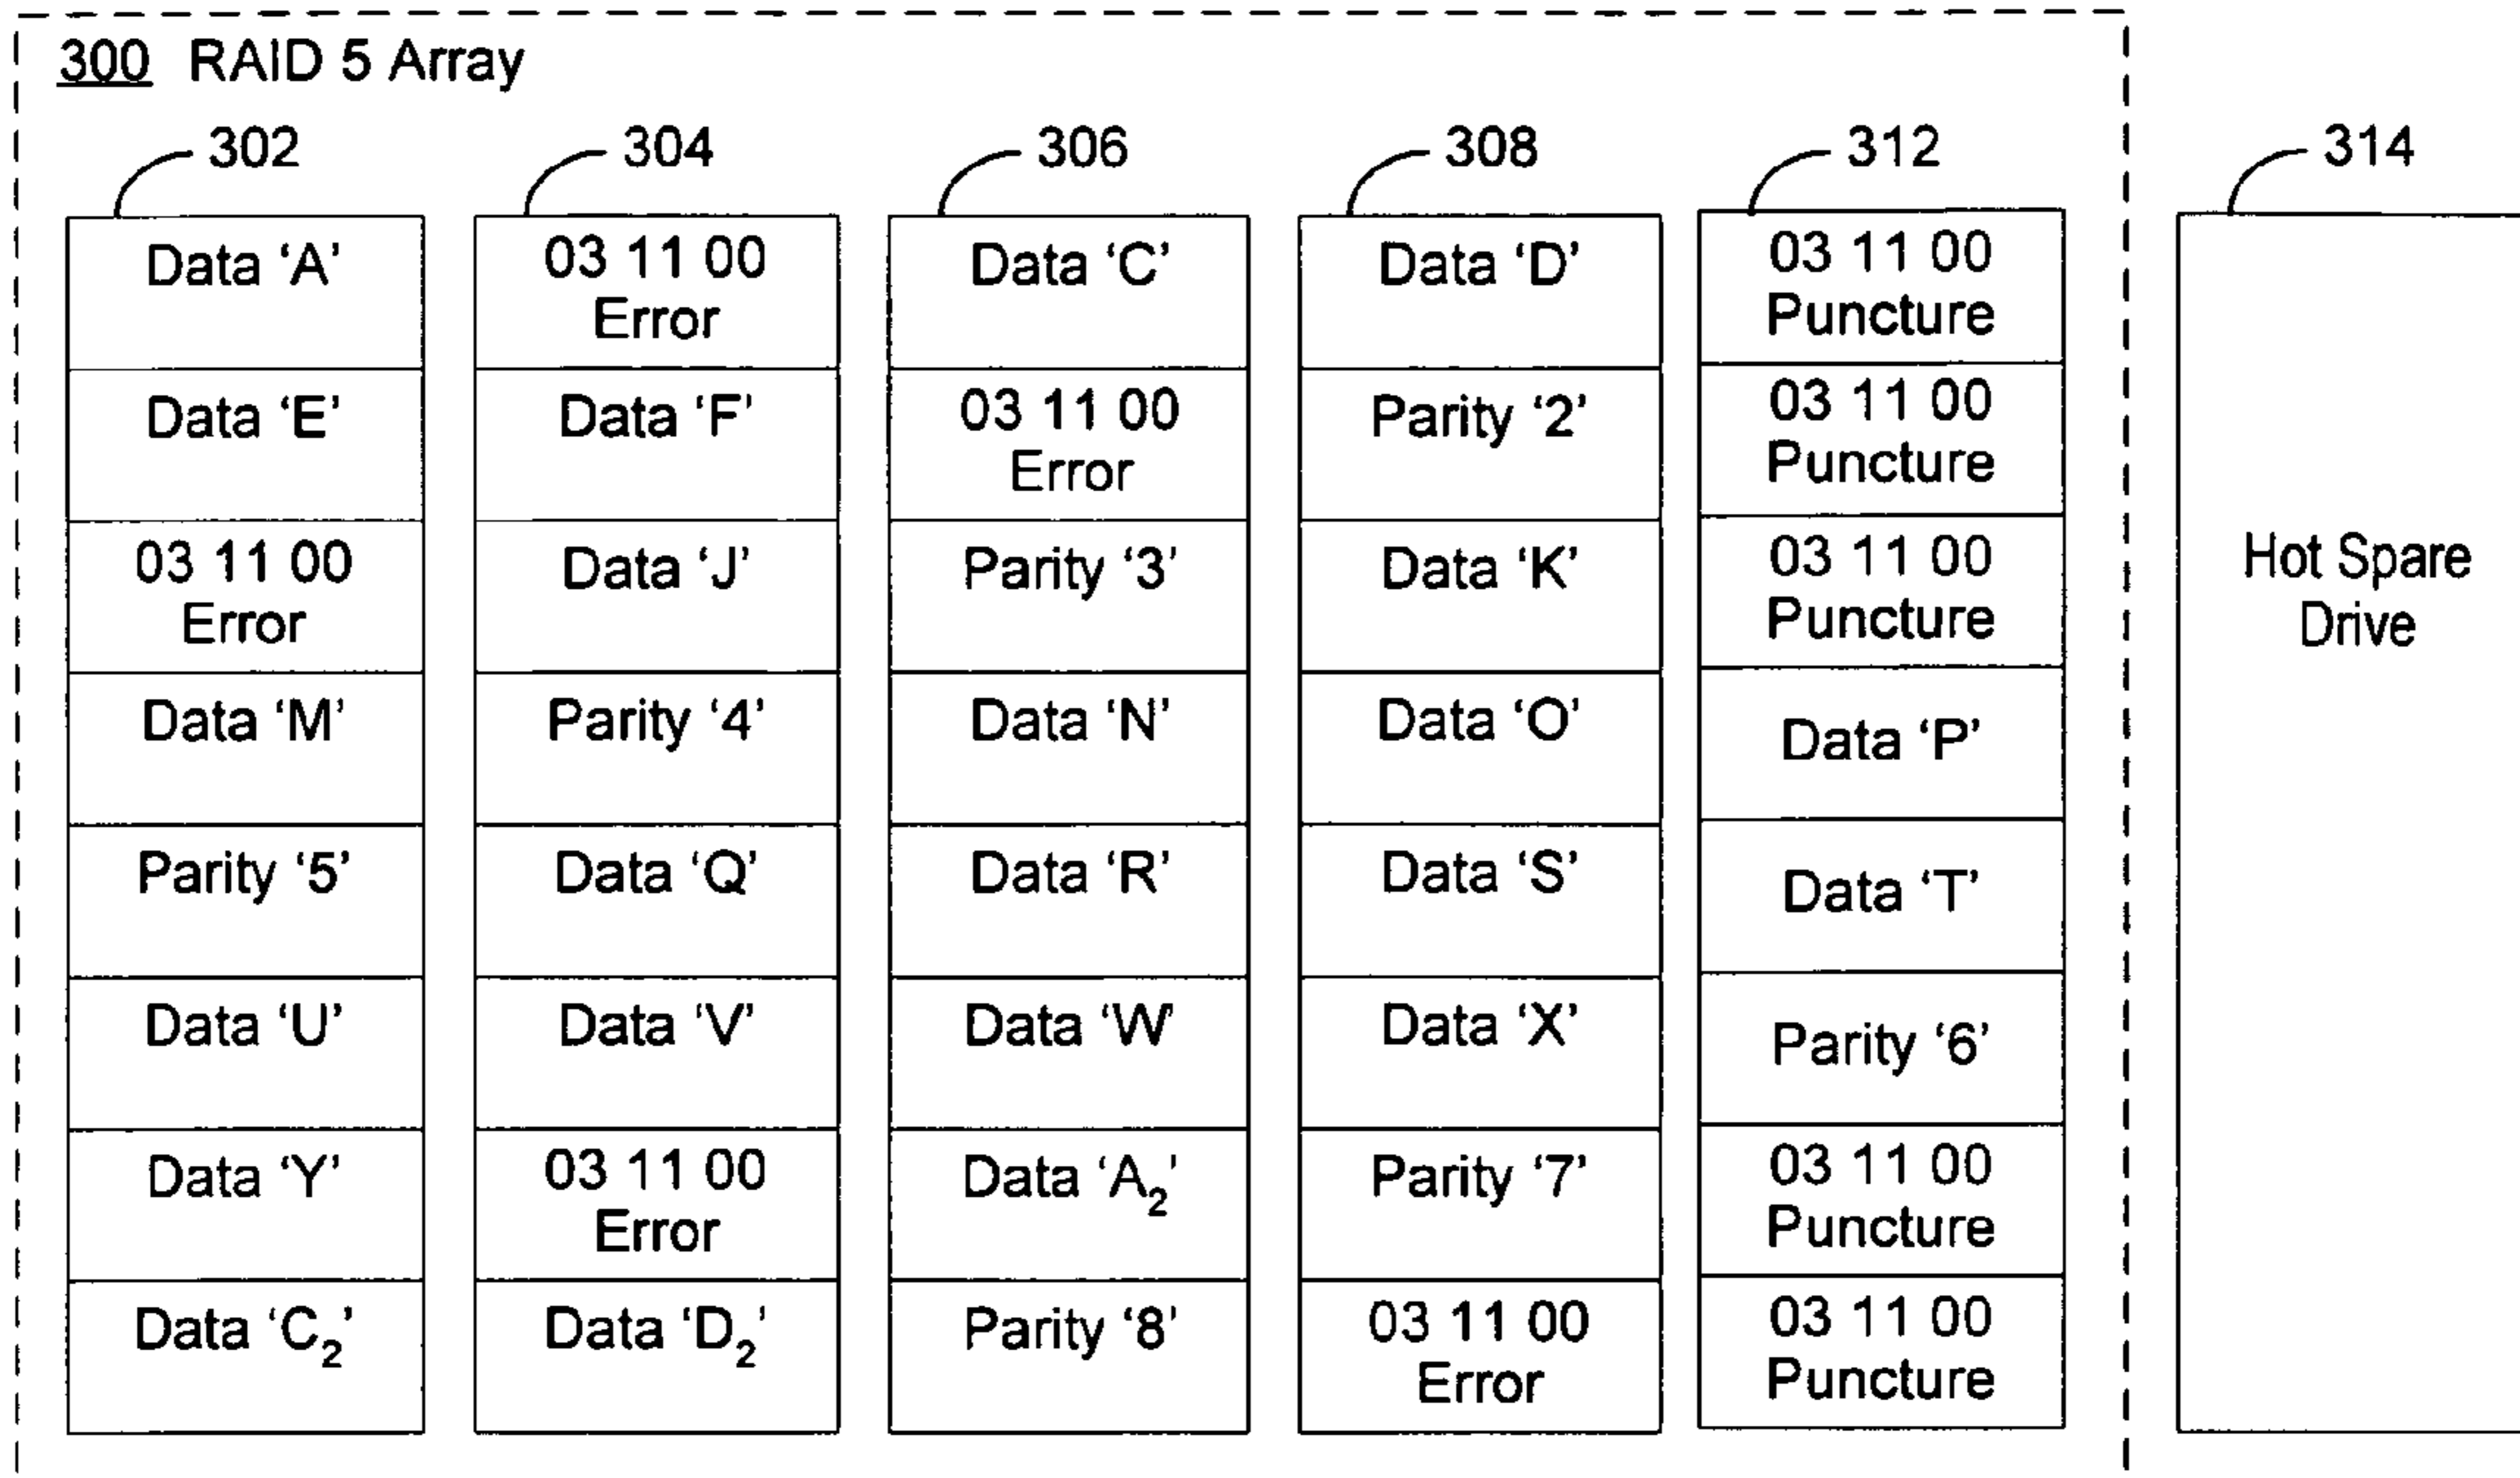 300 RAID 5 Array
302 304 306 308 312 314
Data ‘A’ 03 11 00 Error Data ‘C’ Data ‘D’ 03 11 00 Puncture
Data ‘E’ Data ‘F’ 03 11 00 Error Parity ‘2’ 03 11 00 Puncture
03 11 00 Error Data ‘J’ Parity ‘3’ Data ‘K’ 03 11 00 Puncture
Hot Spare
Drive
Data ‘M’ Parity ‘4’ Data ‘N’ Data ‘O’ Data ‘P’
Parity ‘5’ Data ‘Q’ Data ‘R’ Data ‘S’ Data ‘T’
Data ‘U’ Data ‘V’ Data ‘W’ Data ‘X’ Parity ‘6’
Data ‘Y’ 03 11 00 Error Data ‘A₂’ Parity ‘7’ 03 11 00 Puncture
Data ‘C₂’ Data ‘D₂’ Parity ‘8’ 03 11 00 Error 03 11 00 Puncture